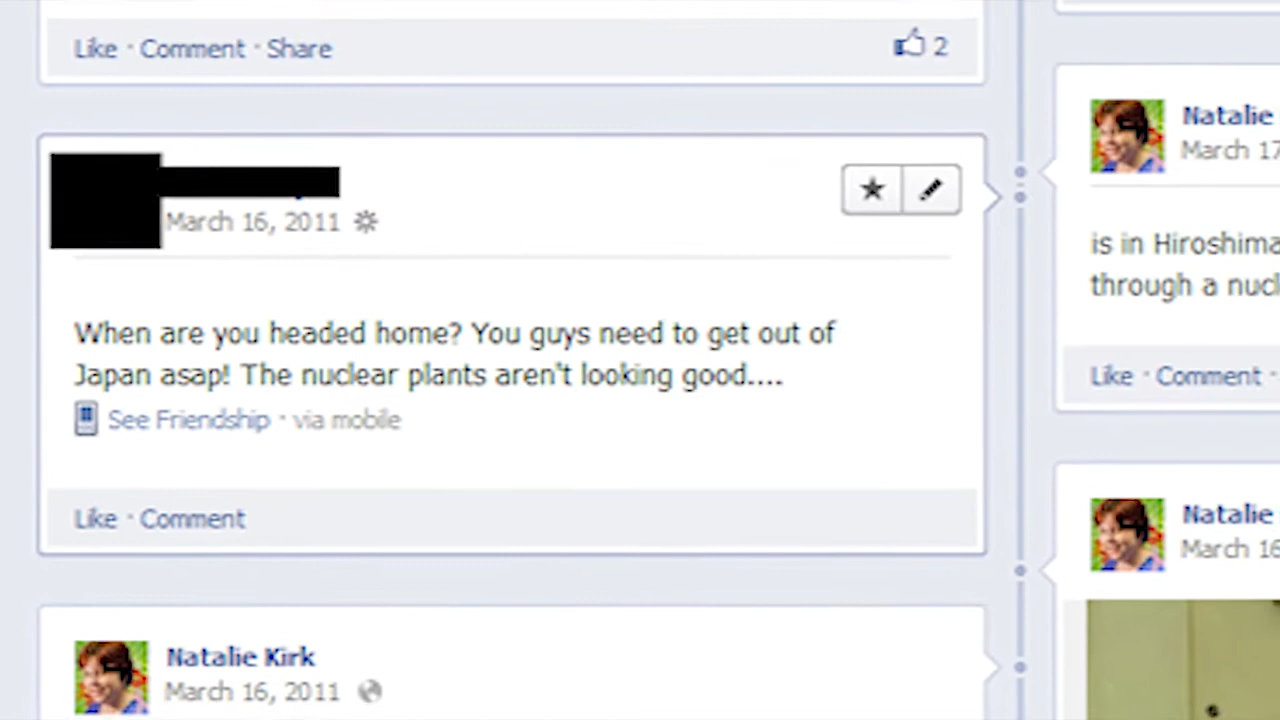 Like · Comment · Share
2
March 16, 2011
When are you headed home? You guys need to get out of
Japan asap! The nuclear plants aren't looking good....
See Friendship · via mobile
Like · Comment
Natalie Kirk
March 16, 2011
Natalie
March 17
is in Hiroshima
through a nucl
Like · Comment ·
Natalie
March 16